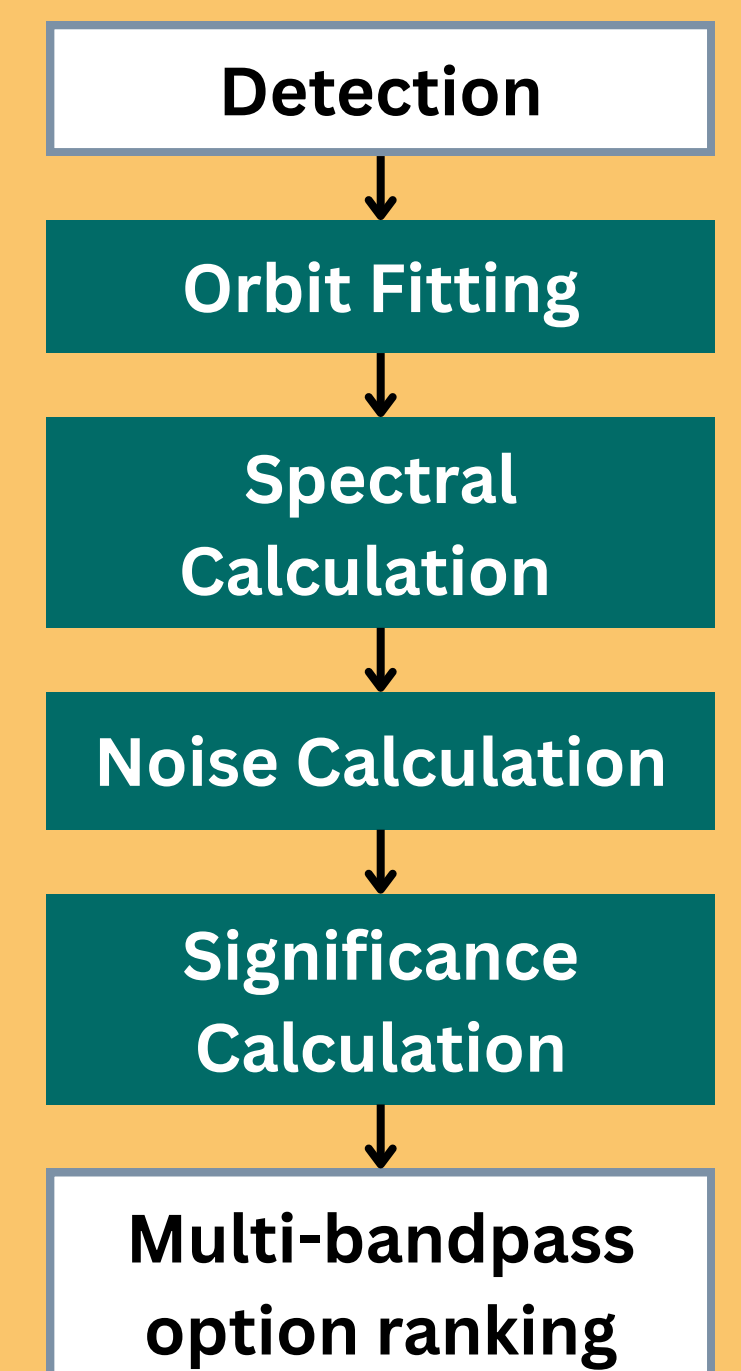 Detection
Orbit Fitting
Spectral
Calculation
Noise Calculation
Significance
Calculation
Multi-bandpass
option ranking